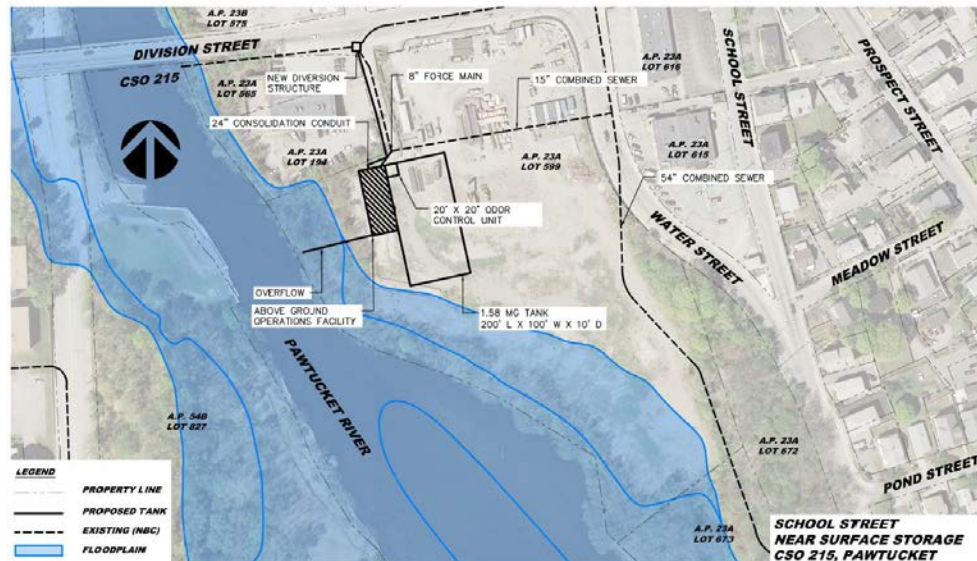 A.P. 23B
LOT 575
DIVISION STREET
CSO 215
NEW DIVERSION
STRUCTURE
A.P. 23A
LOT 565
8" FORCE MAIN
15" COMBINED SEWER
A.P. 23A
LOT 616
SCHOOL STREET
PROSPECT STREET
24" CONSOLIDATION CONDUIT
A.P. 23A
LOT 194
A.P. 23A
LOT 599
A.P. 23A
LOT 615
54" COMBINED SEWER
20' X 20' ODOR
CONTROL UNIT
WATER STREET
MEADOW STREET
OVERFLOW
ABOVE GROUND
OPERATIONS FACILITY
1.58 MG TANK
200' L X 100' W X 10' D
PAWTUCKET RIVER
A.P. 54B
LOT 827
A.P. 23A
LOT 672
POND STREET
A.P. 23A
LOT 673
LEGEND
PROPERTY LINE
PROPOSED TANK
EXISTING (NBC)
FLOODPLAIN
SCHOOL STREET
NEAR SURFACE STORAGE
CSO 215, PAWTUCKET